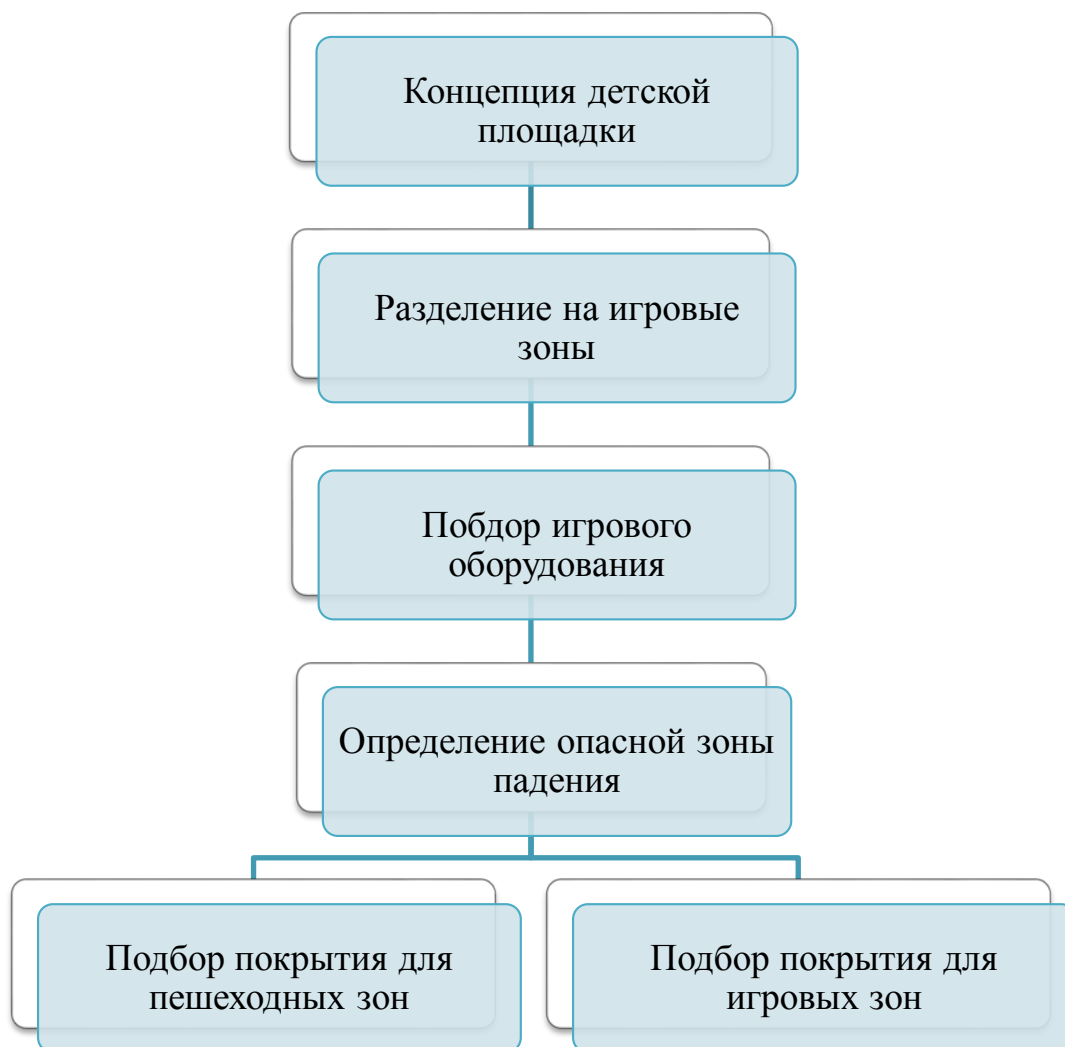 Концепция детской
площадки
Разделение на игровые
зоны
Побдор игрового
оборудования
Определение опасной зоны
падения
Подбор покрытия для
пешеходных зон
Подбор покрытия для
игровых зон